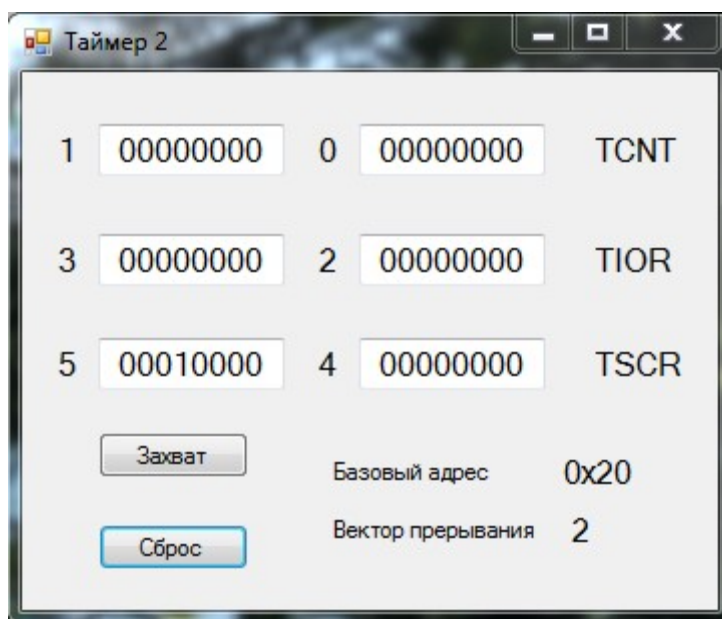 Таймер 2
1 00000000 0 00000000 TCNT
3 00000000 2 00000000 TIOR
5 00010000 4 00000000 TSCR
Захват
Базовый адрес 0x20
Вектор прерывания 2
Сброс